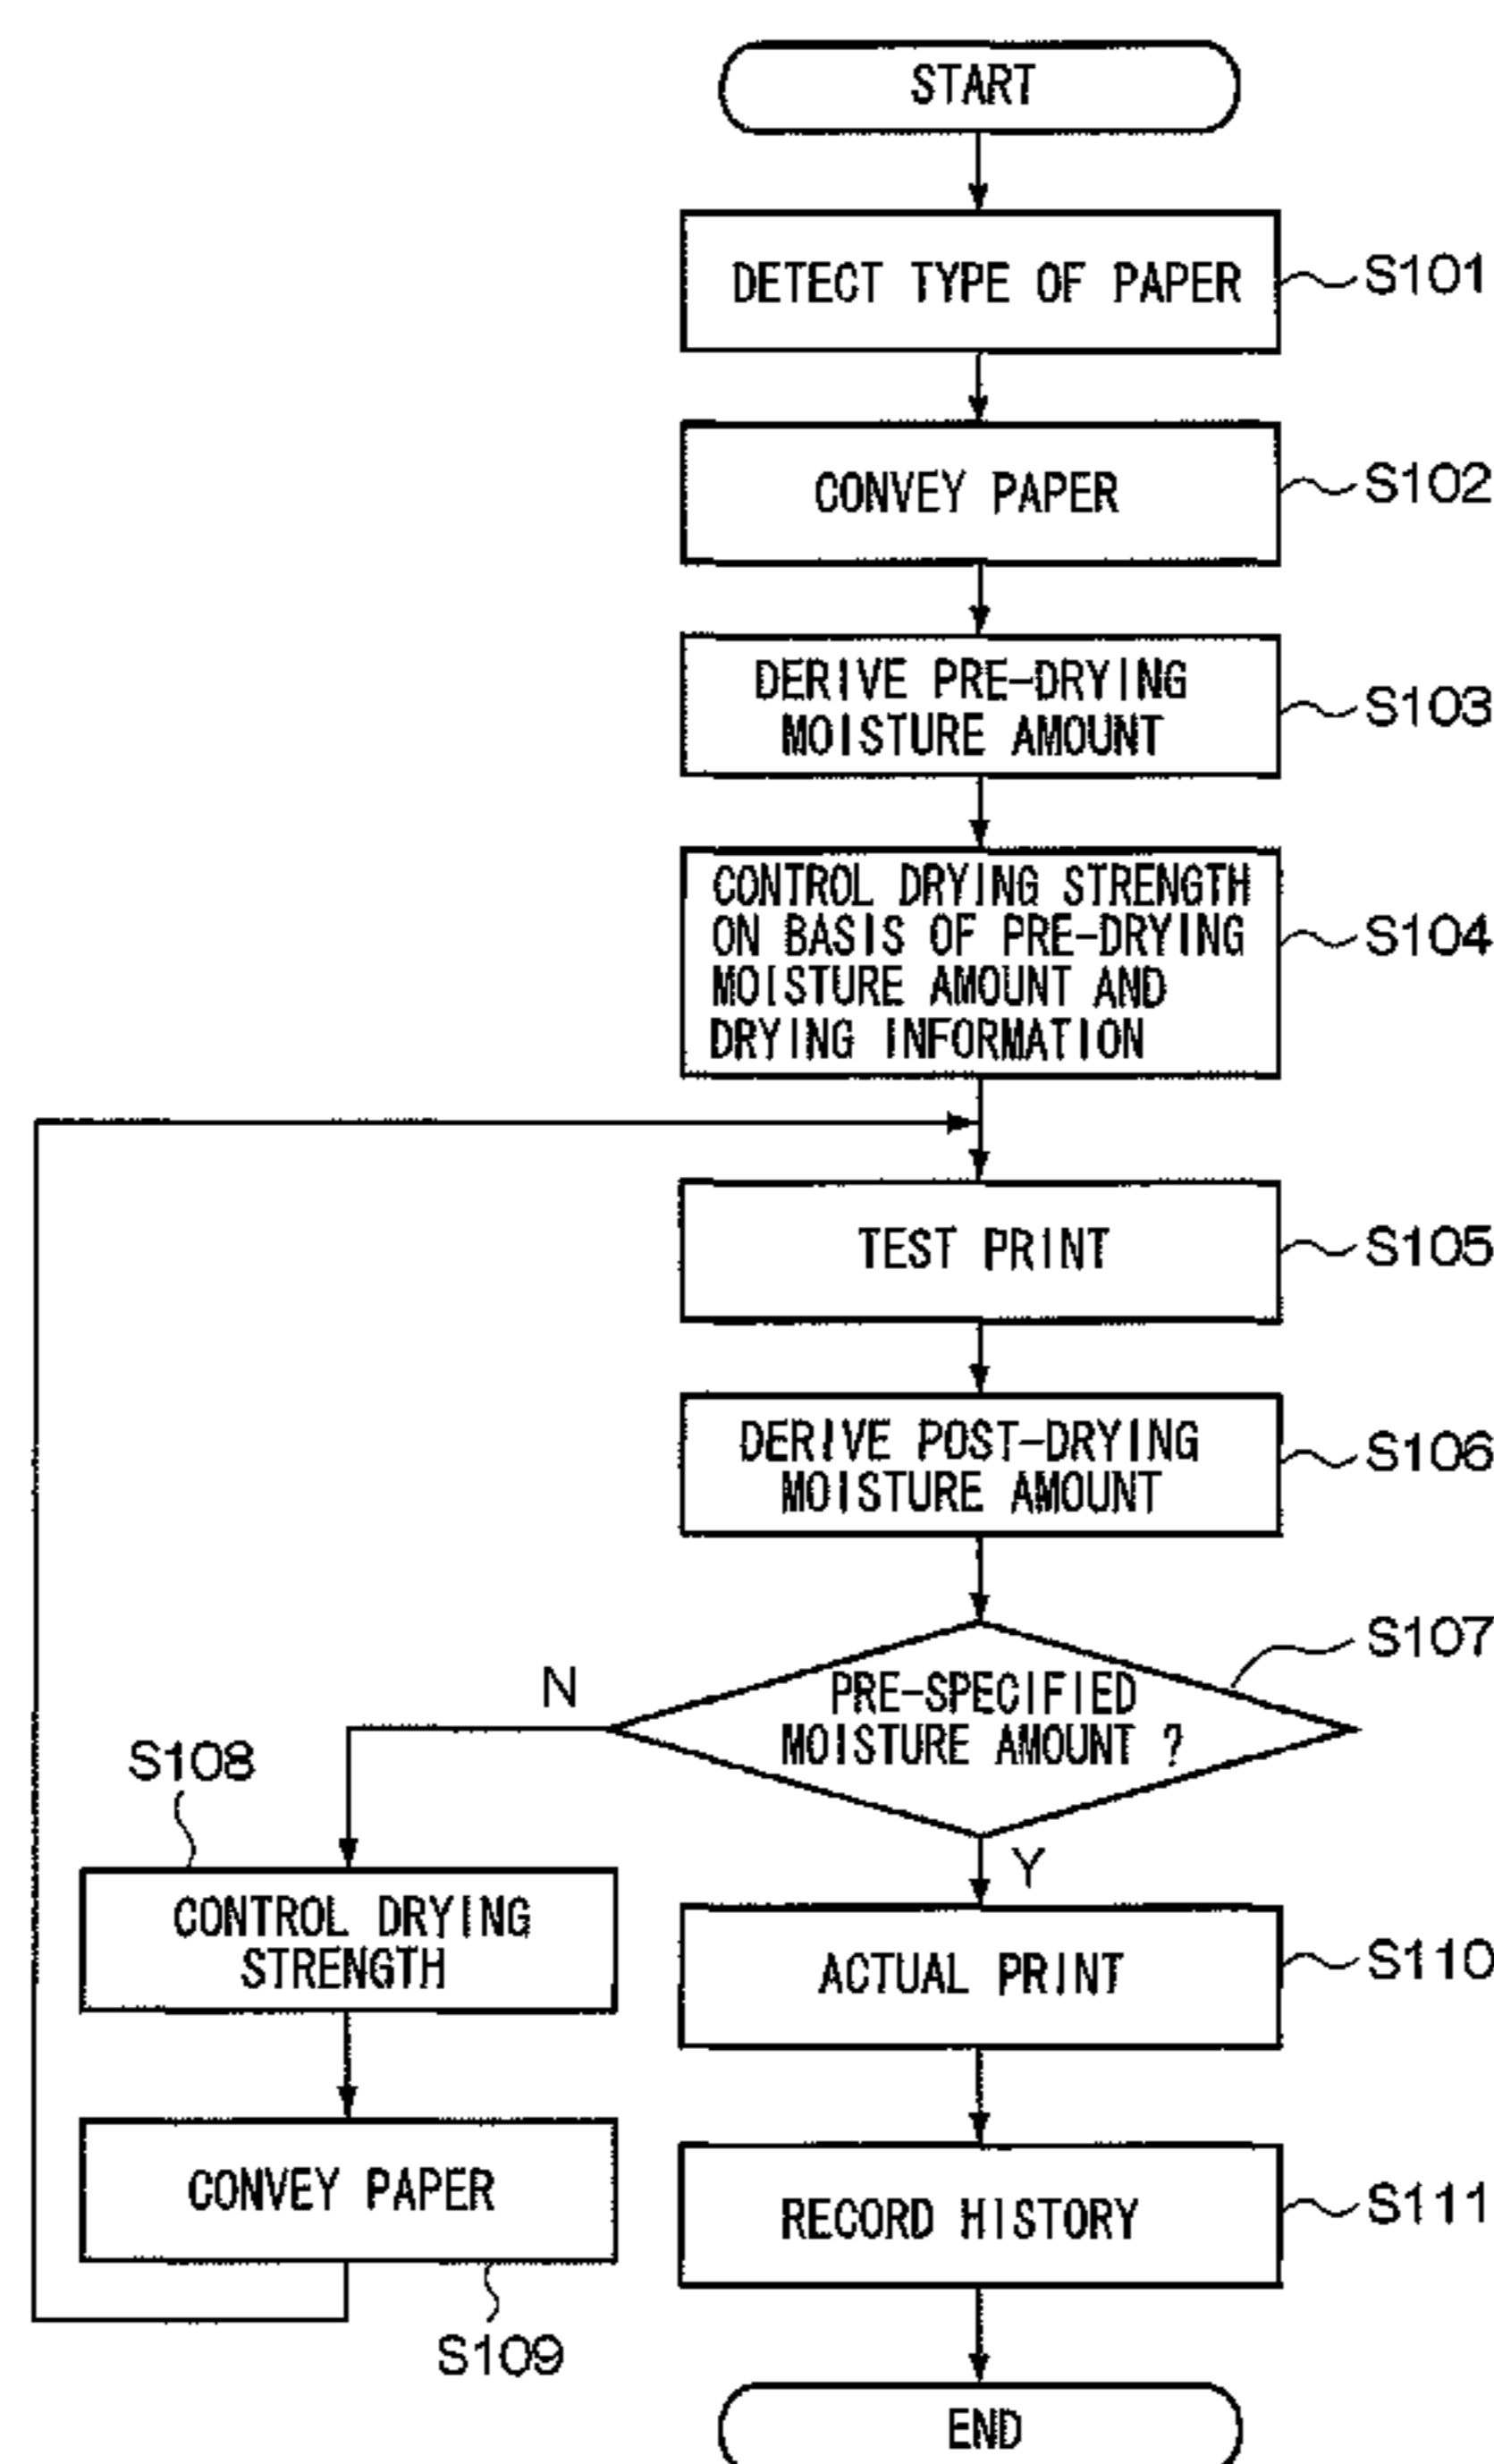 START
DETECT TYPE OF PAPER
S101
CONVEY PAPER
S102
DERIVE PRE-DRYING
MOISTURE AMOUNT
S103
CONTROL DRYING STRENGTH
ON BASIS OF PRE-DRYING
MOISTURE AMOUNT AND
DRYING INFORMATION
S104
TEST PRINT
S105
DERIVE POST-DRYING
MOISTURE AMOUNT
S106
PRE-SPECIFIED
MOISTURE AMOUNT ?
S107
N
Y
S108
CONTROL DRYING
STRENGTH
CONVEY PAPER
S109
ACTUAL PRINT
S110
RECORD HISTORY
S111
END